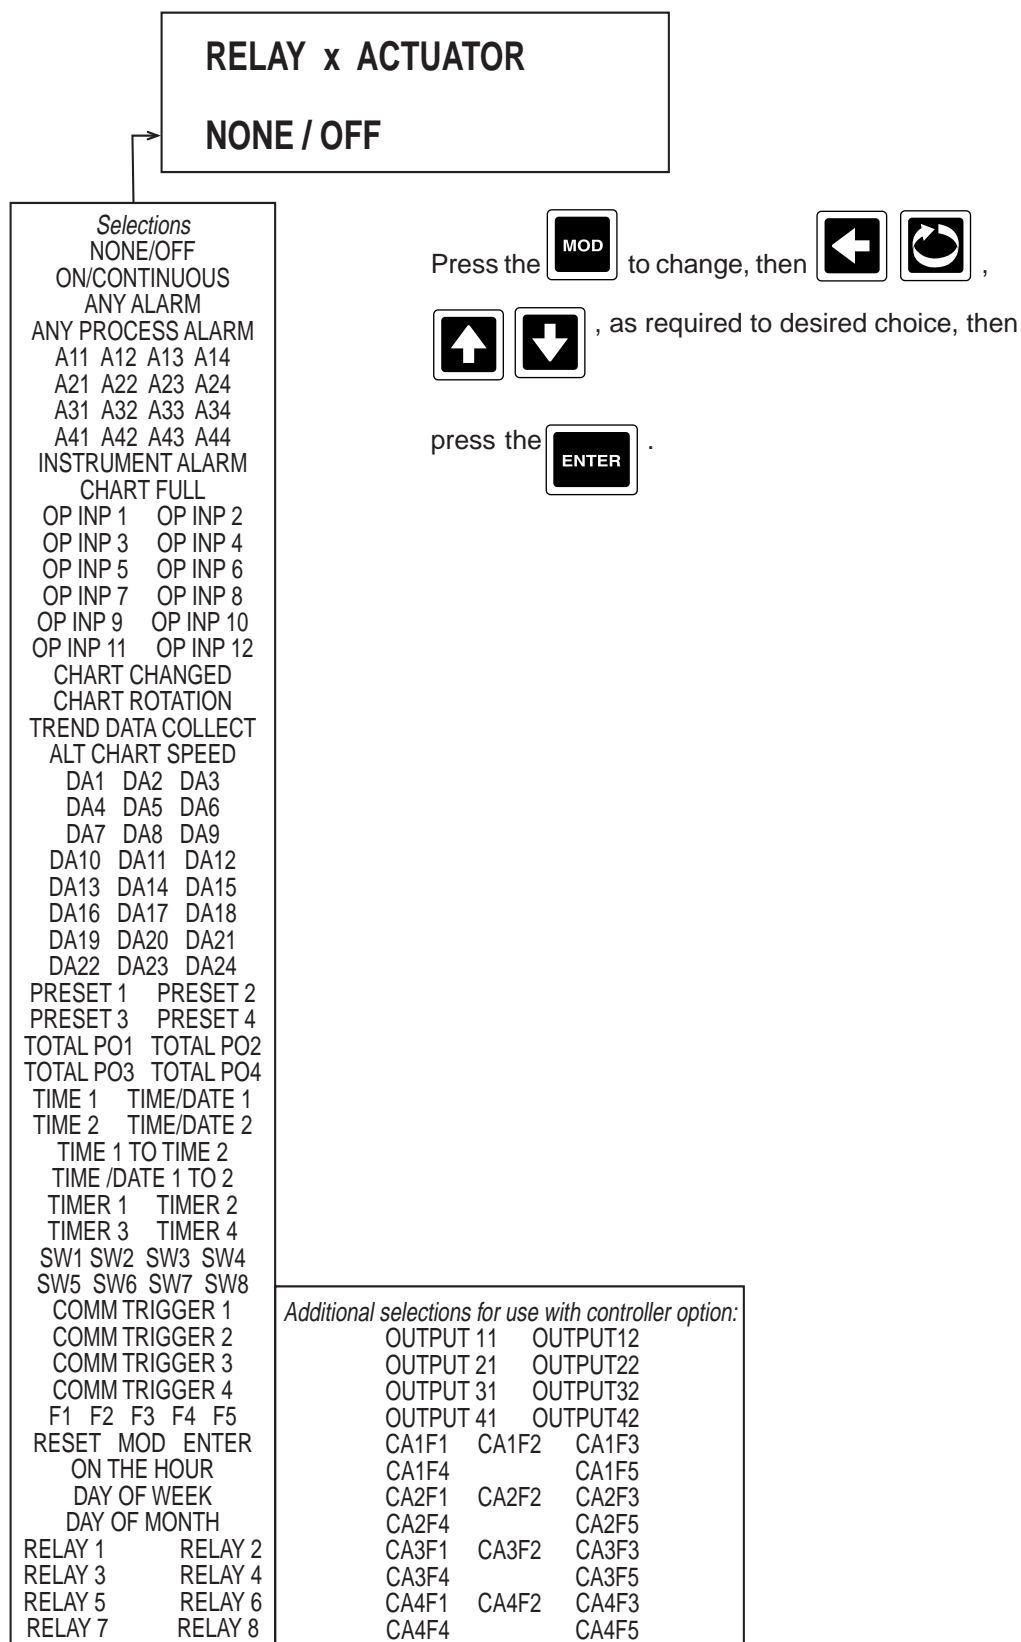 RELAY x ACTUATOR
NONE / OFF
Selections
NONE/OFF
ON/CONTINUOUS
ANY ALARM
ANY PROCESS ALARM
A11 A12 A13 A14
A21 A22 A23 A24
A31 A32 A33 A34
A41 A42 A43 A44
INSTRUMENT ALARM
CHART FULL
OP INP 1 OP INP 2
OP INP 3 OP INP 4
OP INP 5 OP INP 6
OP INP 7 OP INP 8
OP INP 9 OP INP 10
OP INP 11 OP INP 12
CHART CHANGED
CHART ROTATION
TREND DATA COLLECT
ALT CHART SPEED
DA1 DA2 DA3
DA4 DA5 DA6
DA7 DA8 DA9
DA10 DA11 DA12
DA13 DA14 DA15
DA16 DA17 DA18
DA19 DA20 DA21
DA22 DA23 DA24
PRESET 1 PRESET 2
PRESET 3 PRESET 4
TOTAL PO1 TOTAL PO2
TOTAL PO3 TOTAL PO4
TIME 1 TIME/DATE 1
TIME 2 TIME/DATE 2
TIME 1 TO TIME 2
TIME /DATE 1 TO 2
TIMER 1 TIMER 2
TIMER 3 TIMER 4
SW1 SW2 SW3 SW4
SW5 SW6 SW7 SW8
COMM TRIGGER 1
COMM TRIGGER 2
COMM TRIGGER 3
COMM TRIGGER 4
F1 F2 F3 F4 F5
RESET MOD ENTER
ON THE HOUR
DAY OF WEEK
DAY OF MONTH
RELAY 1 RELAY 2
RELAY 3 RELAY 4
RELAY 5 RELAY 6
RELAY 7 RELAY 8
Press the MOD to change, then ,
, as required to desired choice, then
press the ENTER .
Additional selections for use with controller option:
OUTPUT 11 OUTPUT12
OUTPUT 21 OUTPUT22
OUTPUT 31 OUTPUT32
OUTPUT 41 OUTPUT42
CA1F1 CA1F2 CA1F3
CA1F4 CA1F5
CA2F1 CA2F2 CA2F3
CA2F4 CA2F5
CA3F1 CA3F2 CA3F3
CA3F4 CA3F5
CA4F1 CA4F2 CA4F3
CA4F4 CA4F5